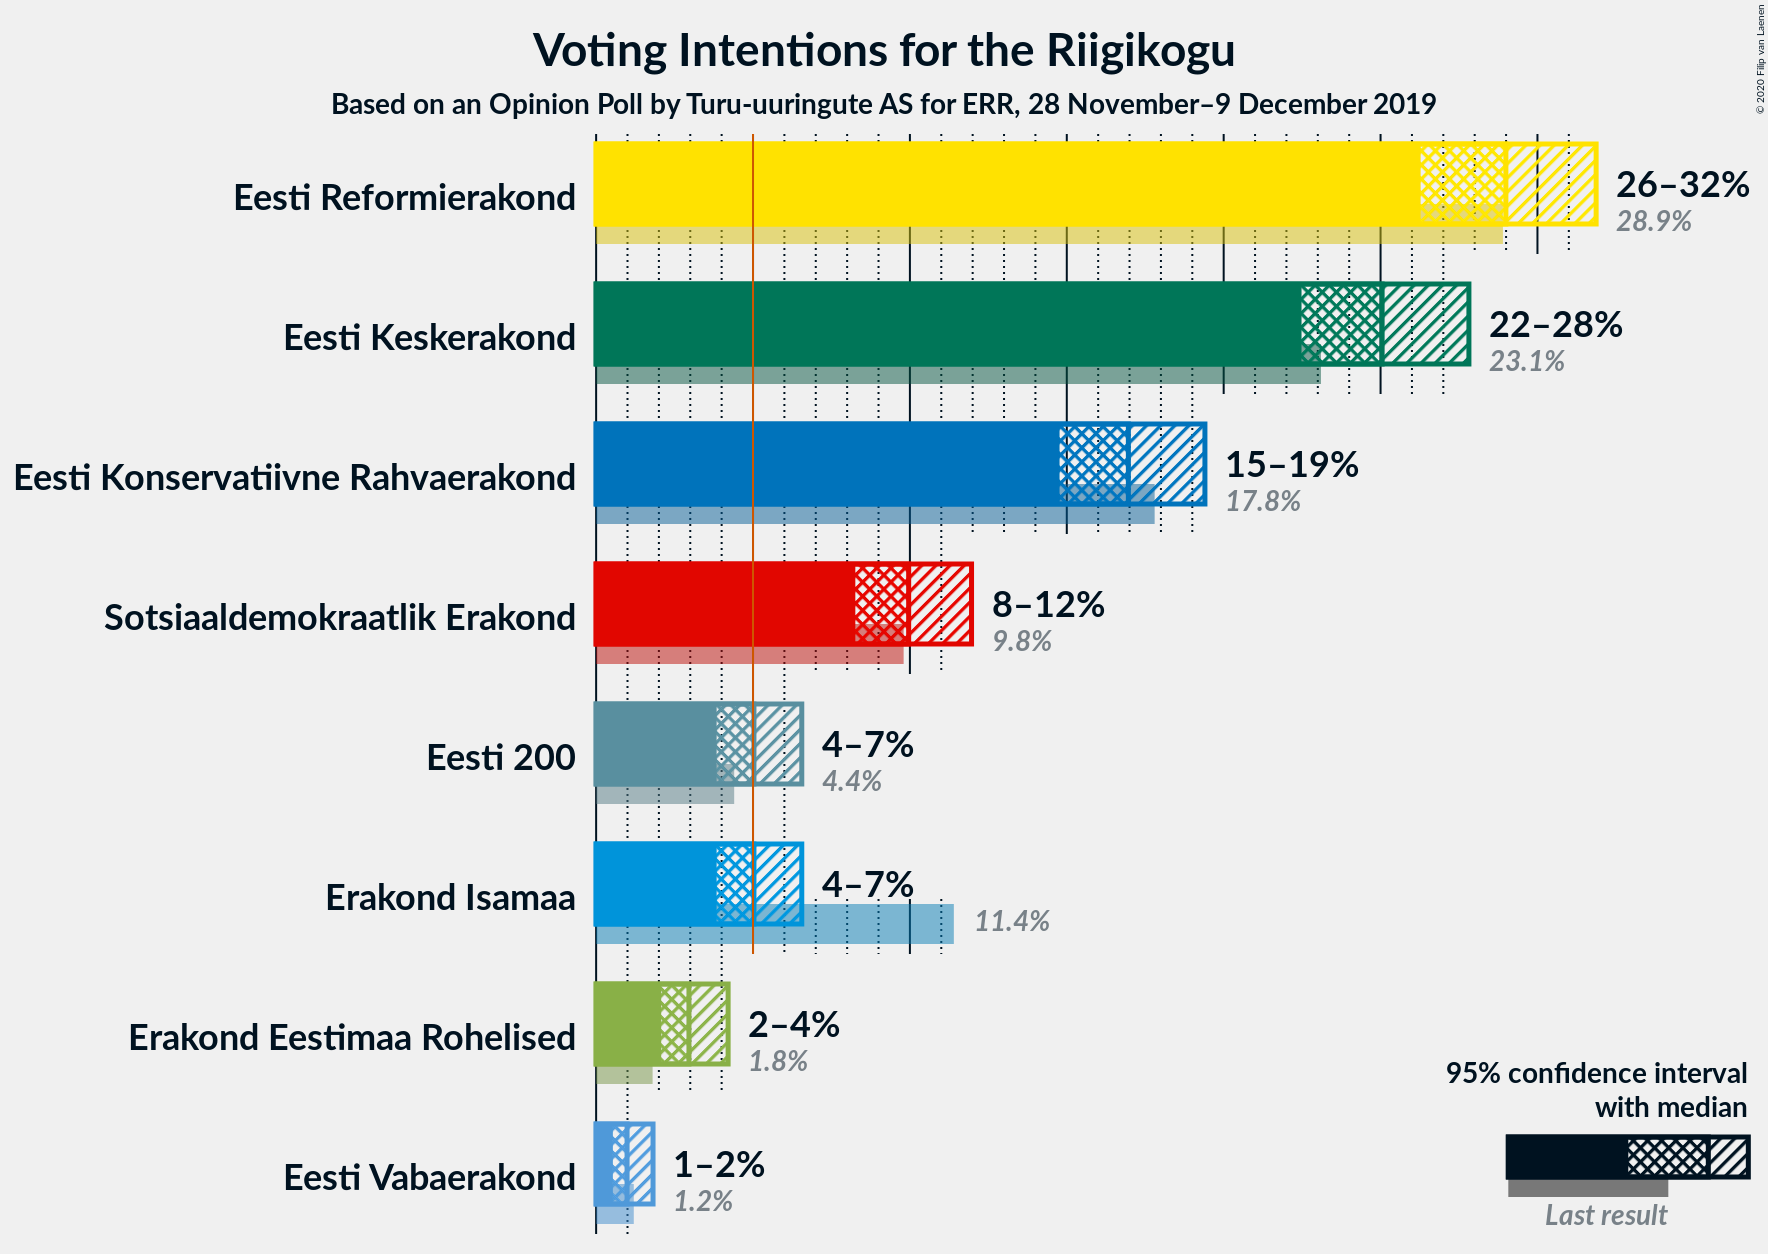 Voting Intentions for the Riigikogu
Based on an Opinion Poll by Turu-uuringute AS for ERR, 28 November–9 December 2019
© 2020 Filip van Laenen
Eesti Reformierakond
26–32%
28.9%
Eesti Keskerakond
22–28%
23.1%
Eesti Konservatiivne Rahvaerakond
15–19%
17.8%
Sotsiaaldemokraatlik Erakond
8–12%
9.8%
Eesti 200
4–7%
4.4%
Erakond Isamaa
4–7%
11.4%
Erakond Eestimaa Rohelised
2–4%
1.8%
Eesti Vabaerakond
1–2%
1.2%
95% confidence interval
with median
Last result